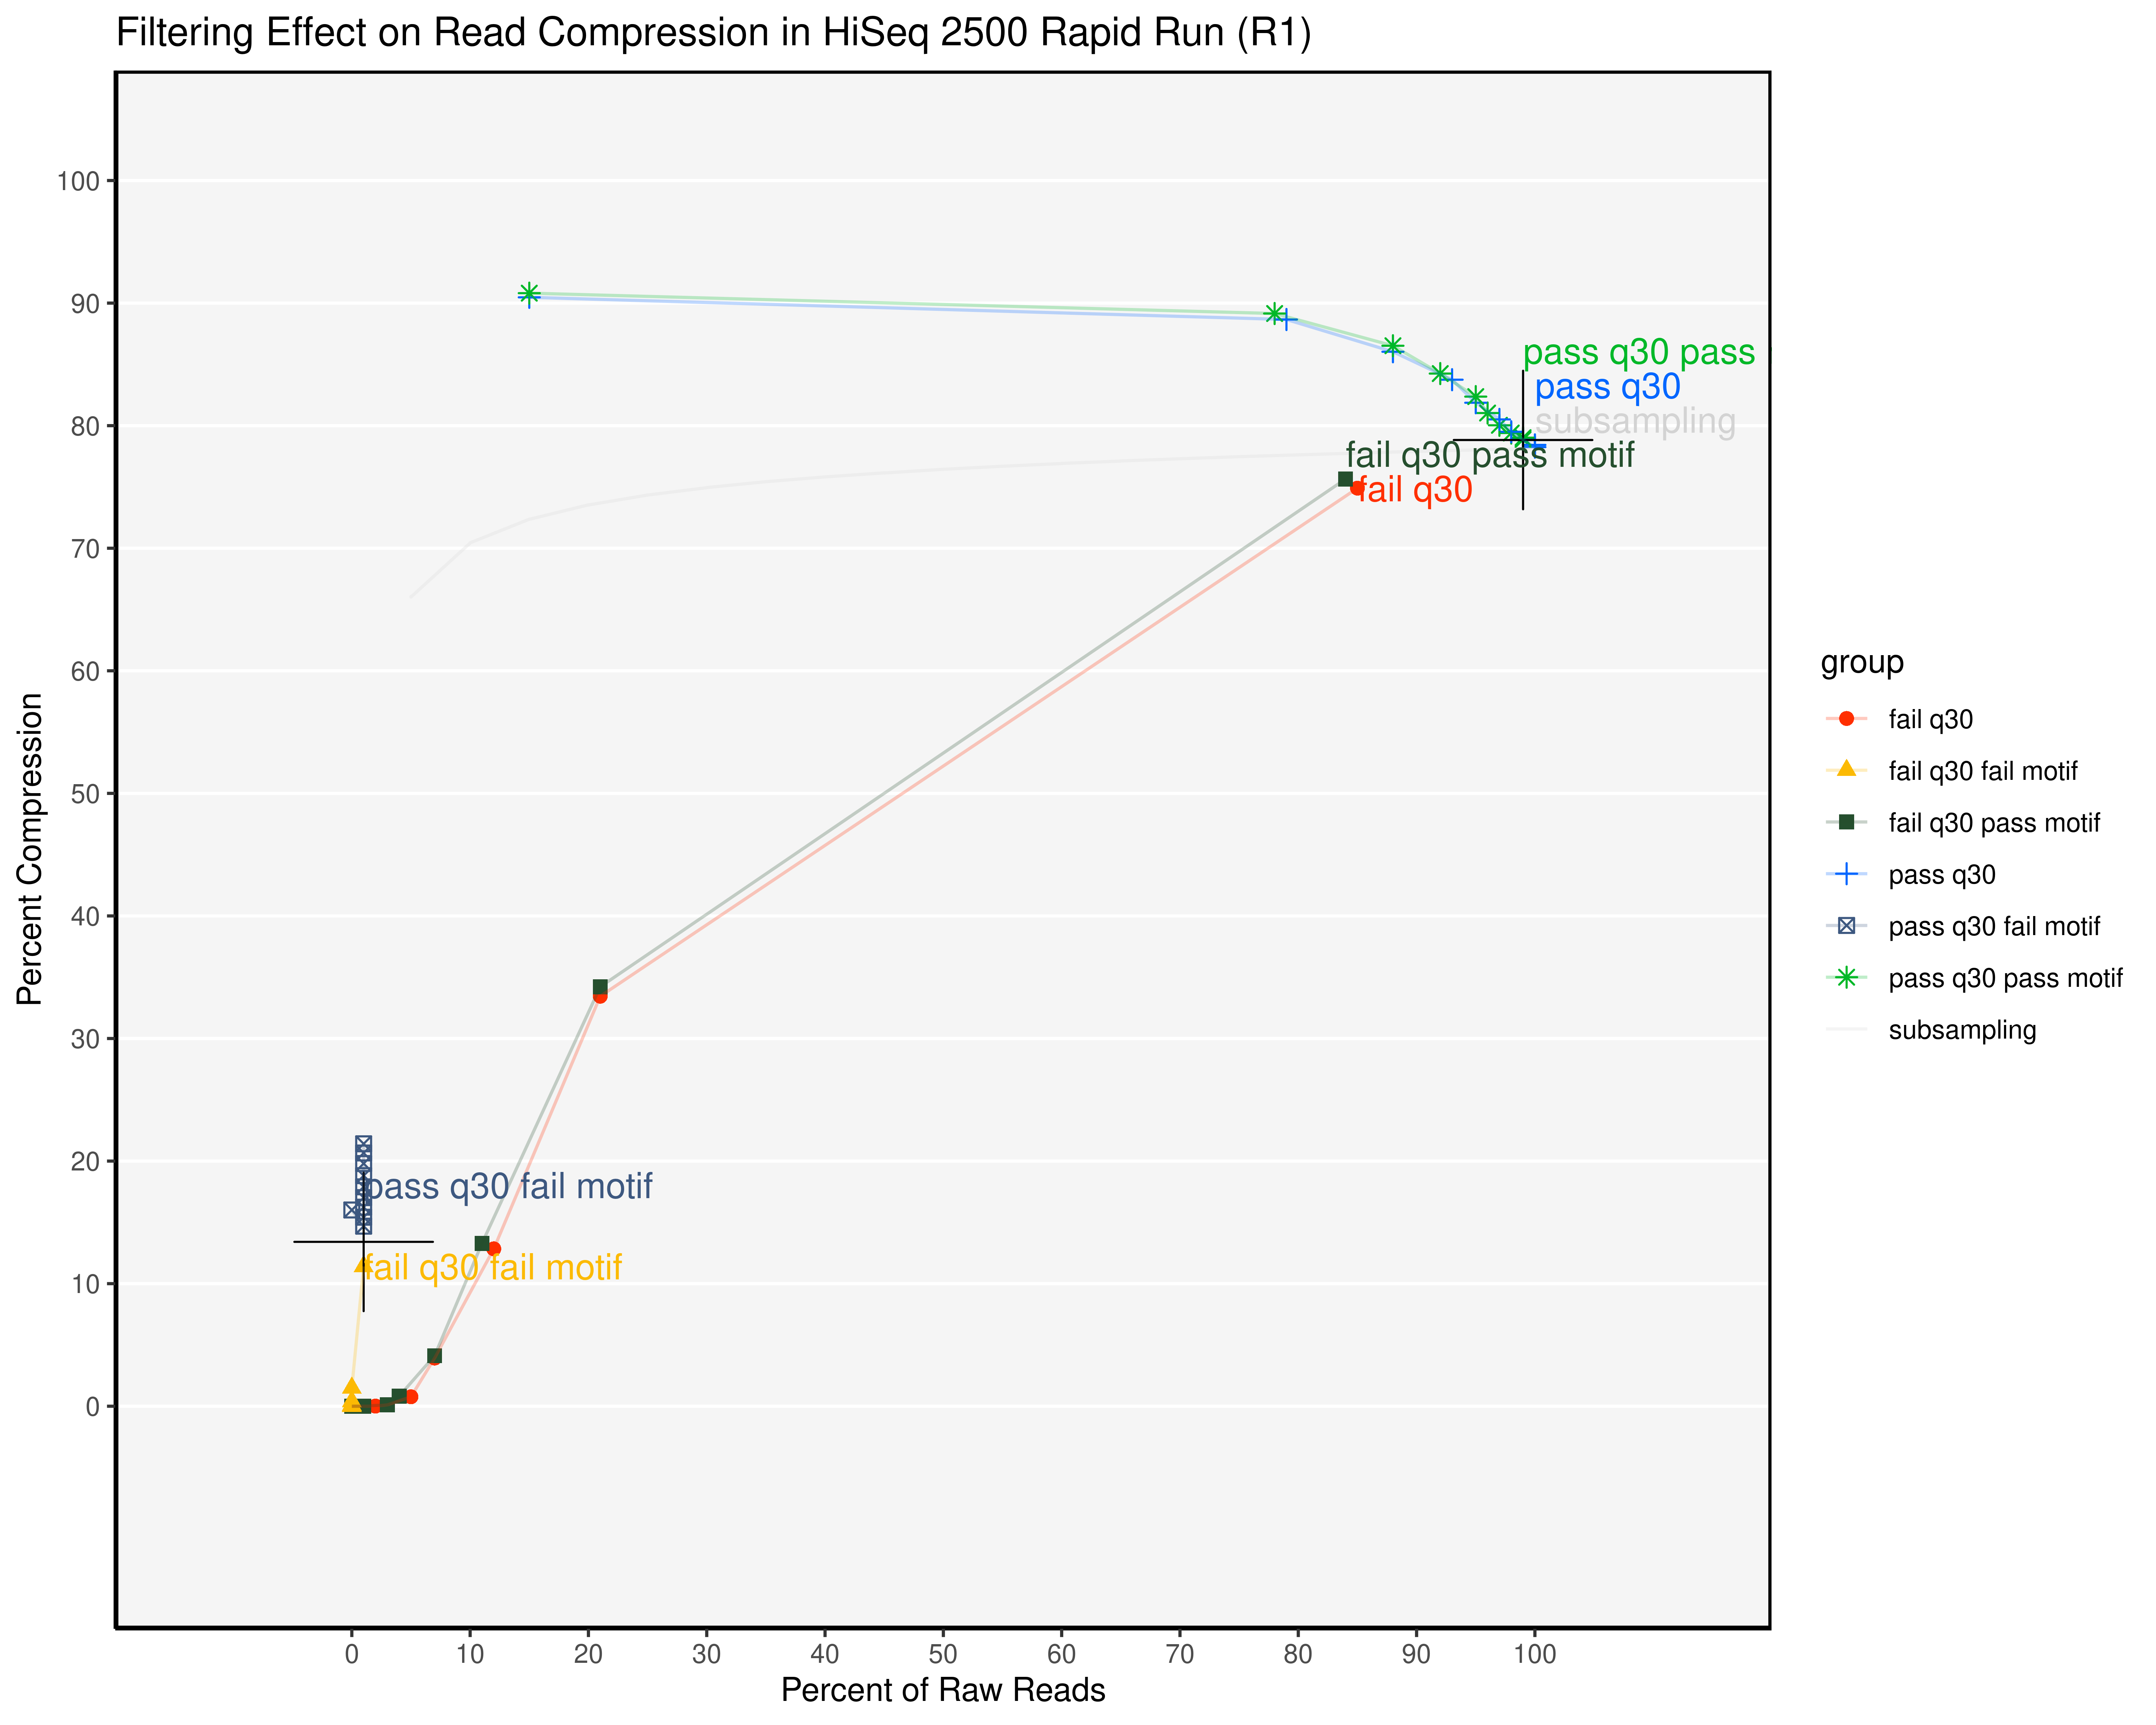 Filtering Effect on Read Compression in HiSeq 2500 Rapid Run (R1)
Percent Compression
100
90
80
70
60
50
40
30
20
10
0
pass q30 pass
pass q30
subsampling
fail q30 pass motif
fail q30
pass q30 fail motif
fail q30 fail motif
0 10 20 30 40 50 60 70 80 90 100
Percent of Raw Reads
group
fail q30
fail q30 fail motif
fail q30 pass motif
pass q30
pass q30 fail motif
pass q30 pass motif
subsampling